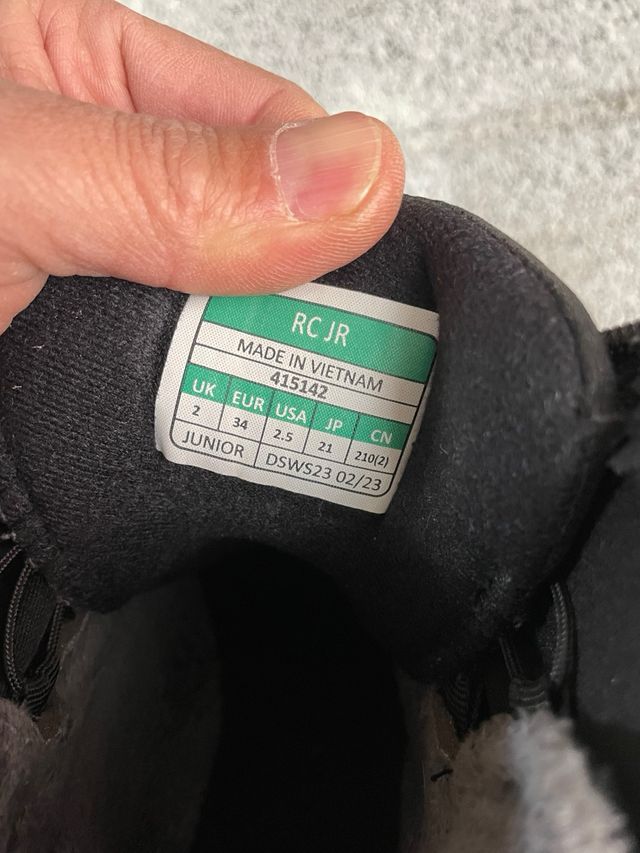 RC JR
MADE IN VIETNAM
415142
UK EUR USA JP CN
2 34 2.5 21 210(2)
JUNIOR DSWS23 02/23